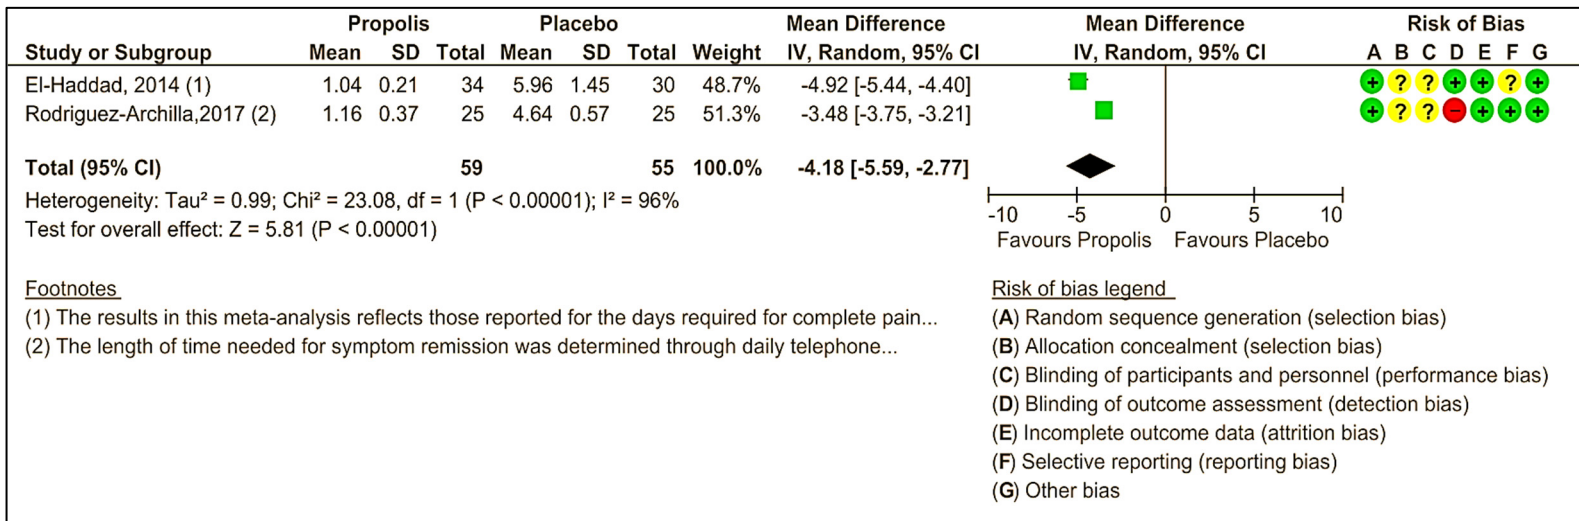 Propolis Placebo Mean Difference Mean Difference Risk of Bias
Study or Subgroup Mean SD Total Mean SD Total Weight IV, Random, 95% CI IV, Random, 95% CI A B C D E F G
El-Haddad, 2014 (1) 1.04 0.21 34 5.96 1.45 30 48.7% -4.92 [-5.44, -4.40] + ? ? + + ? +
Rodriguez-Archilla,2017 (2) 1.16 0.37 25 4.64 0.57 25 51.3% -3.48 [-3.75, -3.21] + ? ? − + + +
Total (95% CI) 59 55 100.0% -4.18 [-5.59, -2.77]
Heterogeneity: Tau² = 0.99; Chi² = 23.08, df = 1 (P < 0.00001); I² = 96%
Test for overall effect: Z = 5.81 (P < 0.00001)
-10 -5 0 5 10
Favours Propolis Favours Placebo
Footnotes
(1) The results in this meta-analysis reflects those reported for the days required for complete pain...
(2) The length of time needed for symptom remission was determined through daily telephone...
Risk of bias legend
(A) Random sequence generation (selection bias)
(B) Allocation concealment (selection bias)
(C) Blinding of participants and personnel (performance bias)
(D) Blinding of outcome assessment (detection bias)
(E) Incomplete outcome data (attrition bias)
(F) Selective reporting (reporting bias)
(G) Other bias